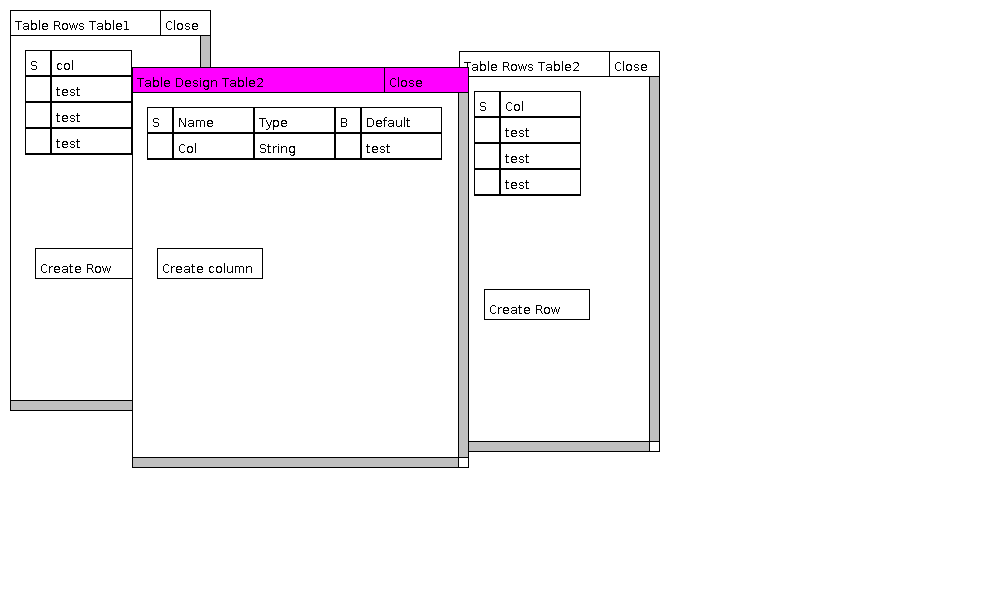 Table Rows Table1 Close
S col
test
test
test
Create Row
Table Design Table2 Close
S Name Type B Default
Col String test
Create column
Table Rows Table2 Close
S Col
test
test
test
Create Row